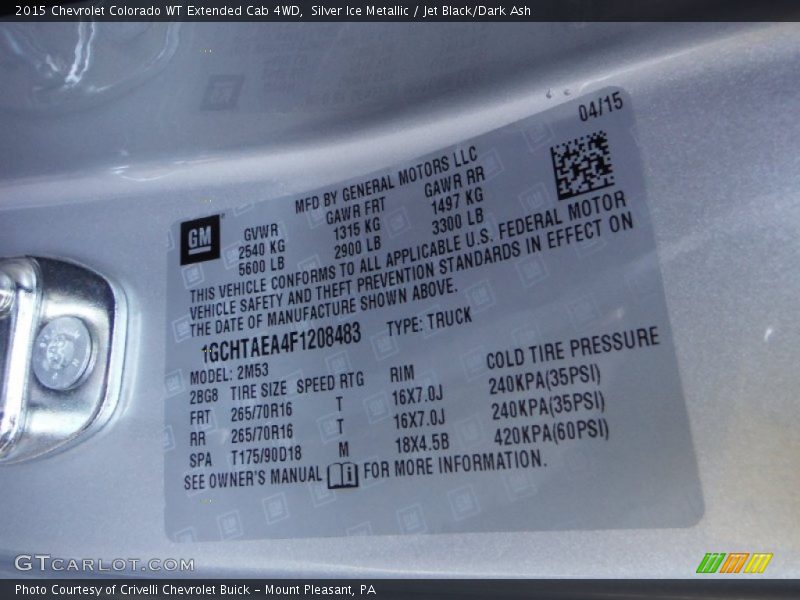 2015 Chevrolet Colorado WT Extended Cab 4WD, Silver Ice Metallic / Jet Black/Dark Ash
04/15
MFD BY GENERAL MOTORS LLC
GM
GVWR GAWR FRT GAWR RR
2540 KG 1315 KG 1497 KG
5600 LB 2900 LB 3300 LB
THIS VEHICLE CONFORMS TO ALL APPLICABLE U.S. FEDERAL MOTOR
VEHICLE SAFETY AND THEFT PREVENTION STANDARDS IN EFFECT ON
THE DATE OF MANUFACTURE SHOWN ABOVE.
1GCHTAEA4F1208483 TYPE: TRUCK
MODEL: 2M53
2BG8 TIRE SIZE SPEED RTG RIM COLD TIRE PRESSURE
FRT 265/70R16 T 16X7.0J 240KPA(35PSI)
RR 265/70R16 T 16X7.0J 240KPA(35PSI)
SPA T175/90D18 M 18X4.5B 420KPA(60PSI)
SEE OWNER'S MANUAL FOR MORE INFORMATION.
GTCARLOT.COM
Photo Courtesy of Crivelli Chevrolet Buick - Mount Pleasant, PA